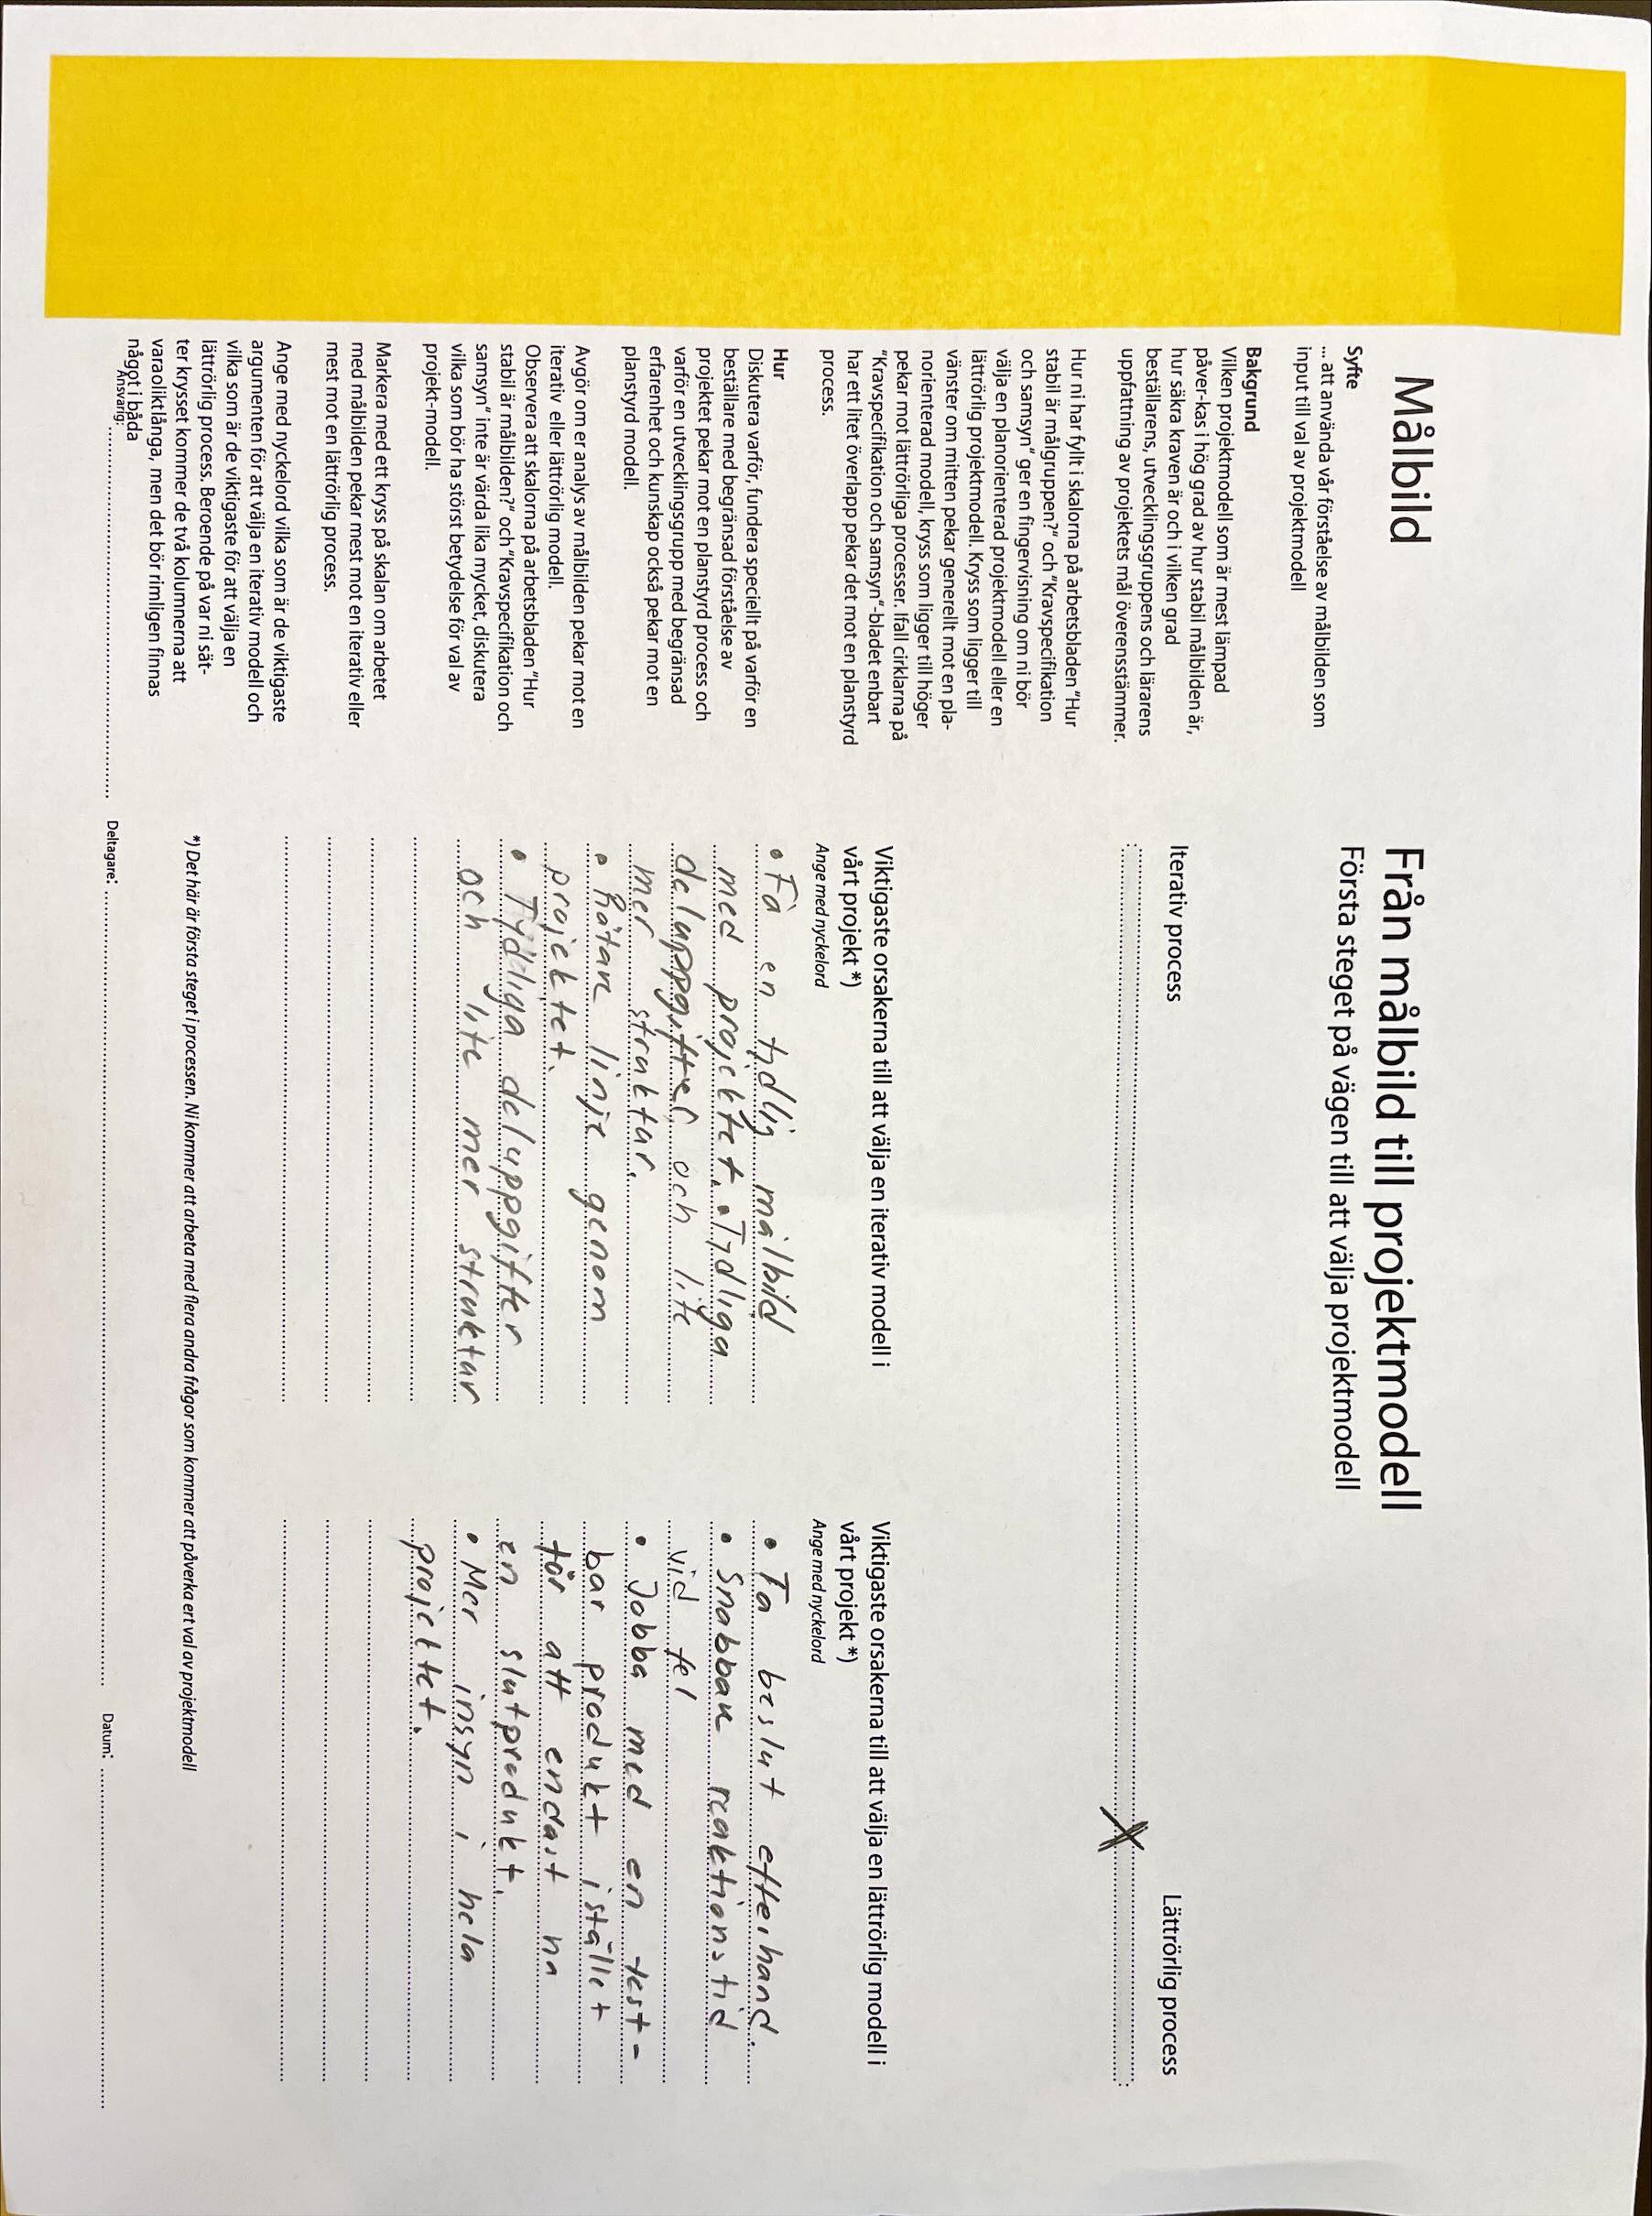 Målbild
Syfte
... att använda vår förståelse av målbilden som
input till val av projektmodell
Bakgrund
Vilken projektmodell som är mest lämpad
påver-kas i hög grad av hur stabil målbilden är,
hur säkra kraven är och i vilken grad
beställarens, utvecklingsgruppens och lärarens
uppfattning av projektets mål överensstämmer.
Hur ni har fyllt i skalorna på arbetsbladen "Hur
stabil är målgruppen?" och "Kravspecifikation
och samsyn" ger en fingervisning om ni bör
välja en planorienterad projektmodell eller en
lättrörlig projektmodell. Kryss som ligger till
vänster om mitten pekar generellt mot en pla-
norienterad modell, kryss som ligger till höger
pekar mot lättrörliga processer. Ifall cirklarna på
"Kravspecifikation och samsyn"-bladet enbart
har ett litet överlapp pekar det mot en planstyrd
process.
Hur
Diskutera varför, fundera speciellt på varför en
beställare med begränsad förståelse av
projektet pekar mot en planstyrd process och
varför en utvecklingsgrupp med begränsad
erfarenhet och kunskap också pekar mot en
planstyrd modell.
Avgör om er analys av målbilden pekar mot en
iterativ eller lättrörlig modell.
Observera att skalorna på arbetsbladen "Hur
stabil är målbilden?" och "Kravspecifikation och
samsyn" inte är värda lika mycket, diskutera
vilka som bör ha störst betydelse för val av
projekt-modell.
Markera med ett kryss på skalan om arbetet
med målbilden pekar mest mot en iterativ eller
mest mot en lättrörlig process.
Ange med nyckelord vilka som är de viktigaste
argumenten för att välja en iterativ modell och
vilka som är de viktigaste för att välja en
lättrörlig process. Beroende på var ni sät-
ter krysset kommer de två kolumnerna att
varaoliktlånga, men det bör rimligen finnas
något i båda
Ansvarig:
Från målbild till projektmodell
Första steget på vägen till att välja projektmodell
Iterativ process
Lättrörlig process
X
Viktigaste orsakerna till att välja en iterativ modell i
vårt projekt *)
Ange med nyckelord
• Få en tydlig målbild
med projektet. • Tydliga
deluppgifter och lite
mer struktur.
• Rätare linje genom
projektet.
• Tydliga deluppgifter
och lite mer struktur
Viktigaste orsakerna till att välja en lättrörlig modell i
vårt projekt *)
Ange med nyckelord
• Ta beslut efterhand.
• Snabbare reaktionstid
vid fel
• Jobba med en test-
bar produkt istället
för att endast ha
en slutprodukt.
• Mer insyn i hela
projektet.
*) Det här är första steget i processen. Ni kommer att arbeta med flera andra frågor som kommer att påverka ert val av projektmodell
Deltagare:
Datum: